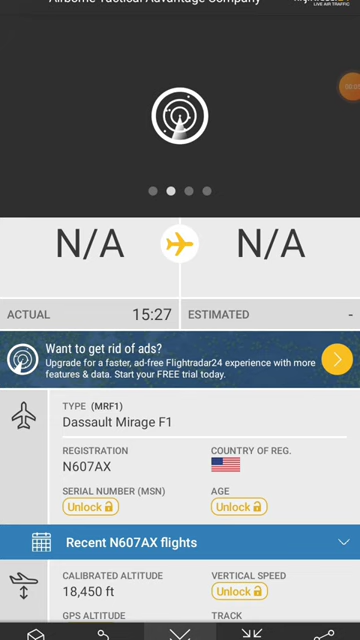 Airborne Tactical Advantage Company
LIVE AIR TRAFFIC
N/A
N/A
ACTUAL 15:27
ESTIMATED -
Want to get rid of ads?
Upgrade for a faster, ad-free Flightradar24 experience with more
features & data. Start your FREE trial today.
TYPE (MRF1)
Dassault Mirage F1
REGISTRATION
N607AX
COUNTRY OF REG.
SERIAL NUMBER (MSN)
Unlock
AGE
Unlock
Recent N607AX flights
CALIBRATED ALTITUDE
18,450 ft
VERTICAL SPEED
Unlock
GPS ALTITUDE
TRACK